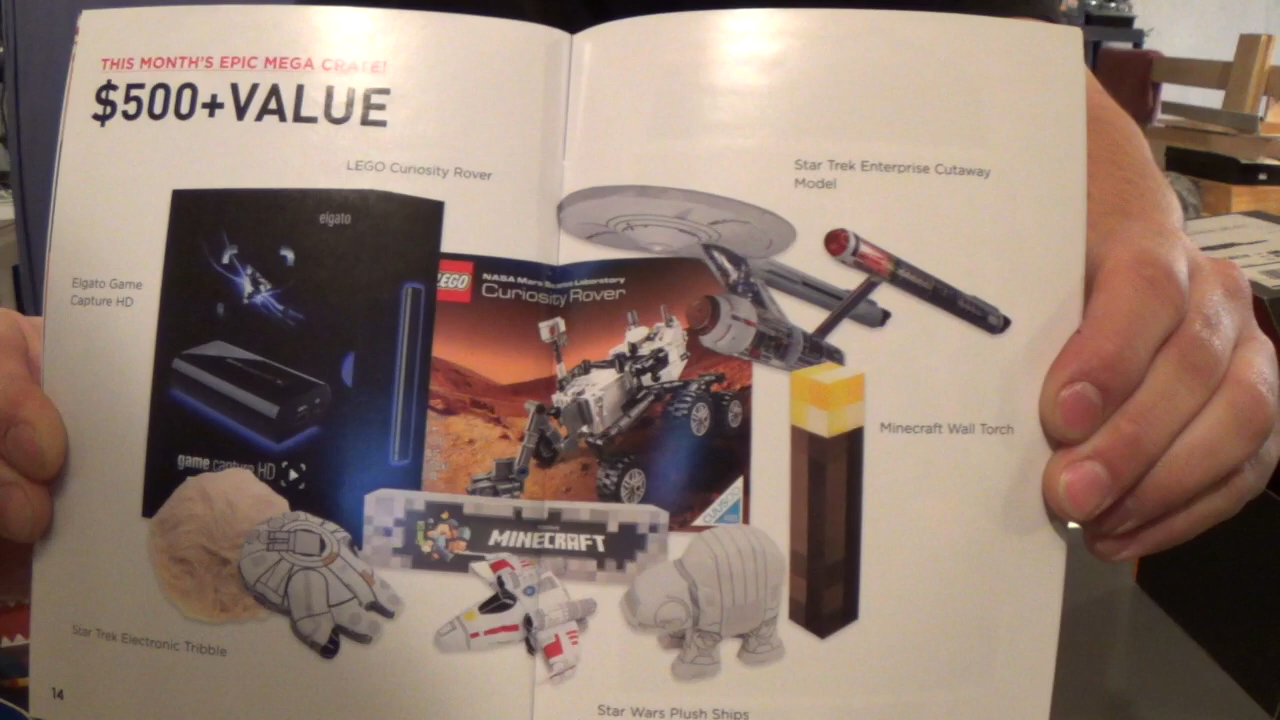 THIS MONTH'S EPIC MEGA CRATE!
$500+VALUE
LEGO Curiosity Rover
Star Trek Enterprise Cutaway
Model
elgato
Elgato Game
Capture HD
LEGO
NASA Mars Science Laboratory
Curiosity Rover
game capture HD
CUUSOO
Minecraft Wall Torch
MINECRAFT
Star Trek Electronic Tribble
14
Star Wars Plush Ships